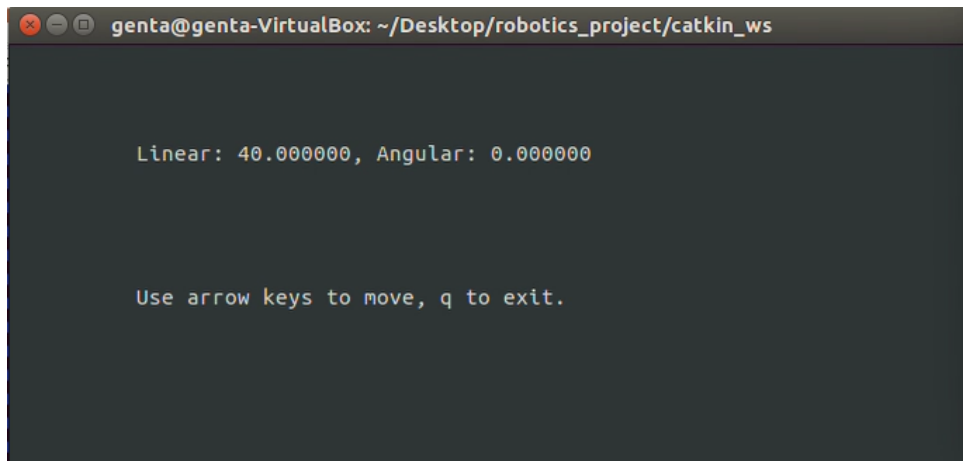 genta@genta-VirtualBox: ~/Desktop/robotics_project/catkin_ws
Linear: 40.000000, Angular: 0.000000
Use arrow keys to move, q to exit.